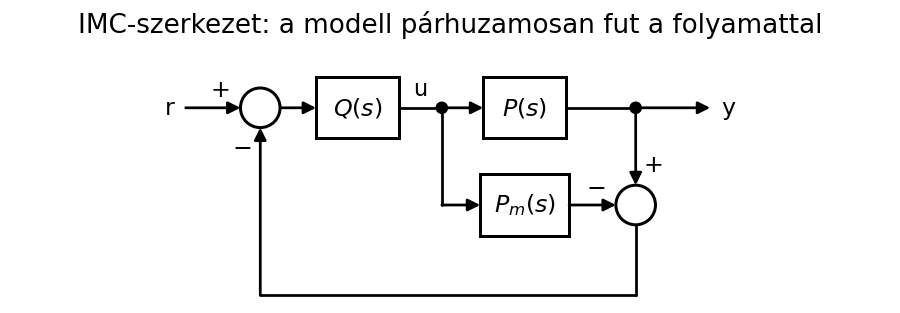 IMC-szerkezet: a modell párhuzamosan fut a folyamattal
r + Q(s) u P(s) y
− +
P_m(s) −